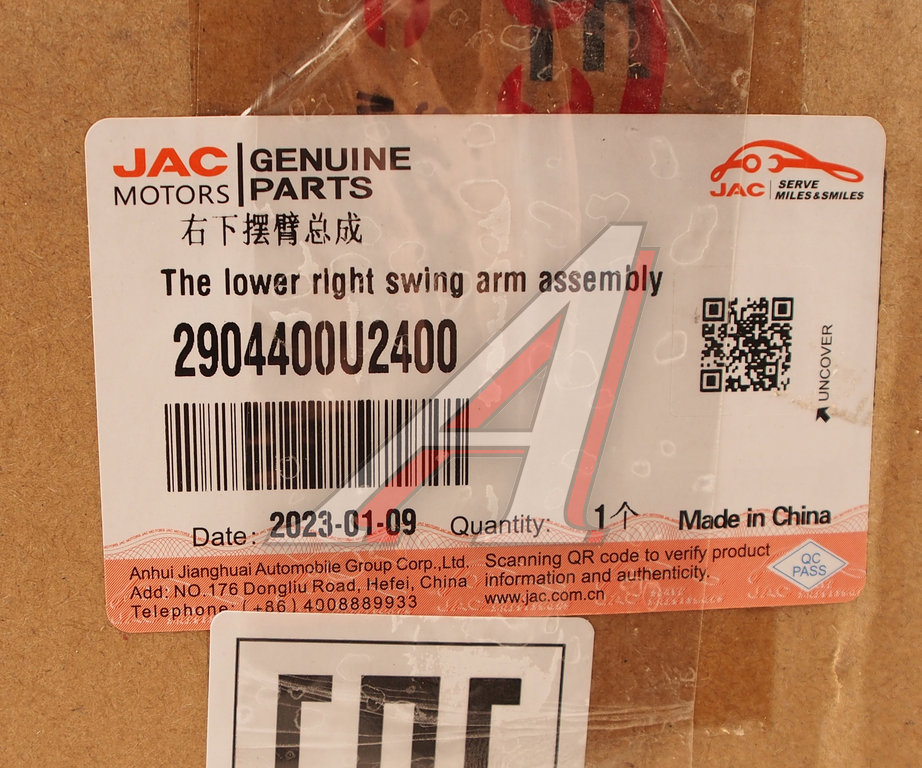 JAC MOTORS GENUINE PARTS
JAC SERVE MILES & SMILES
右下摆臂总成
The lower right swing arm assembly
2904400U2400
UNCOVER
Date: 2023-01-09 Quantity: 1个 Made in China
Anhui Jianghuai Automobile Group Corp.,Ltd.
Add: NO.176 Dongliu Road, Hefei, China
Telephone: (+86) 4008889933
Scanning QR code to verify product
information and authenticity.
www.jac.com.cn
QC
PASS